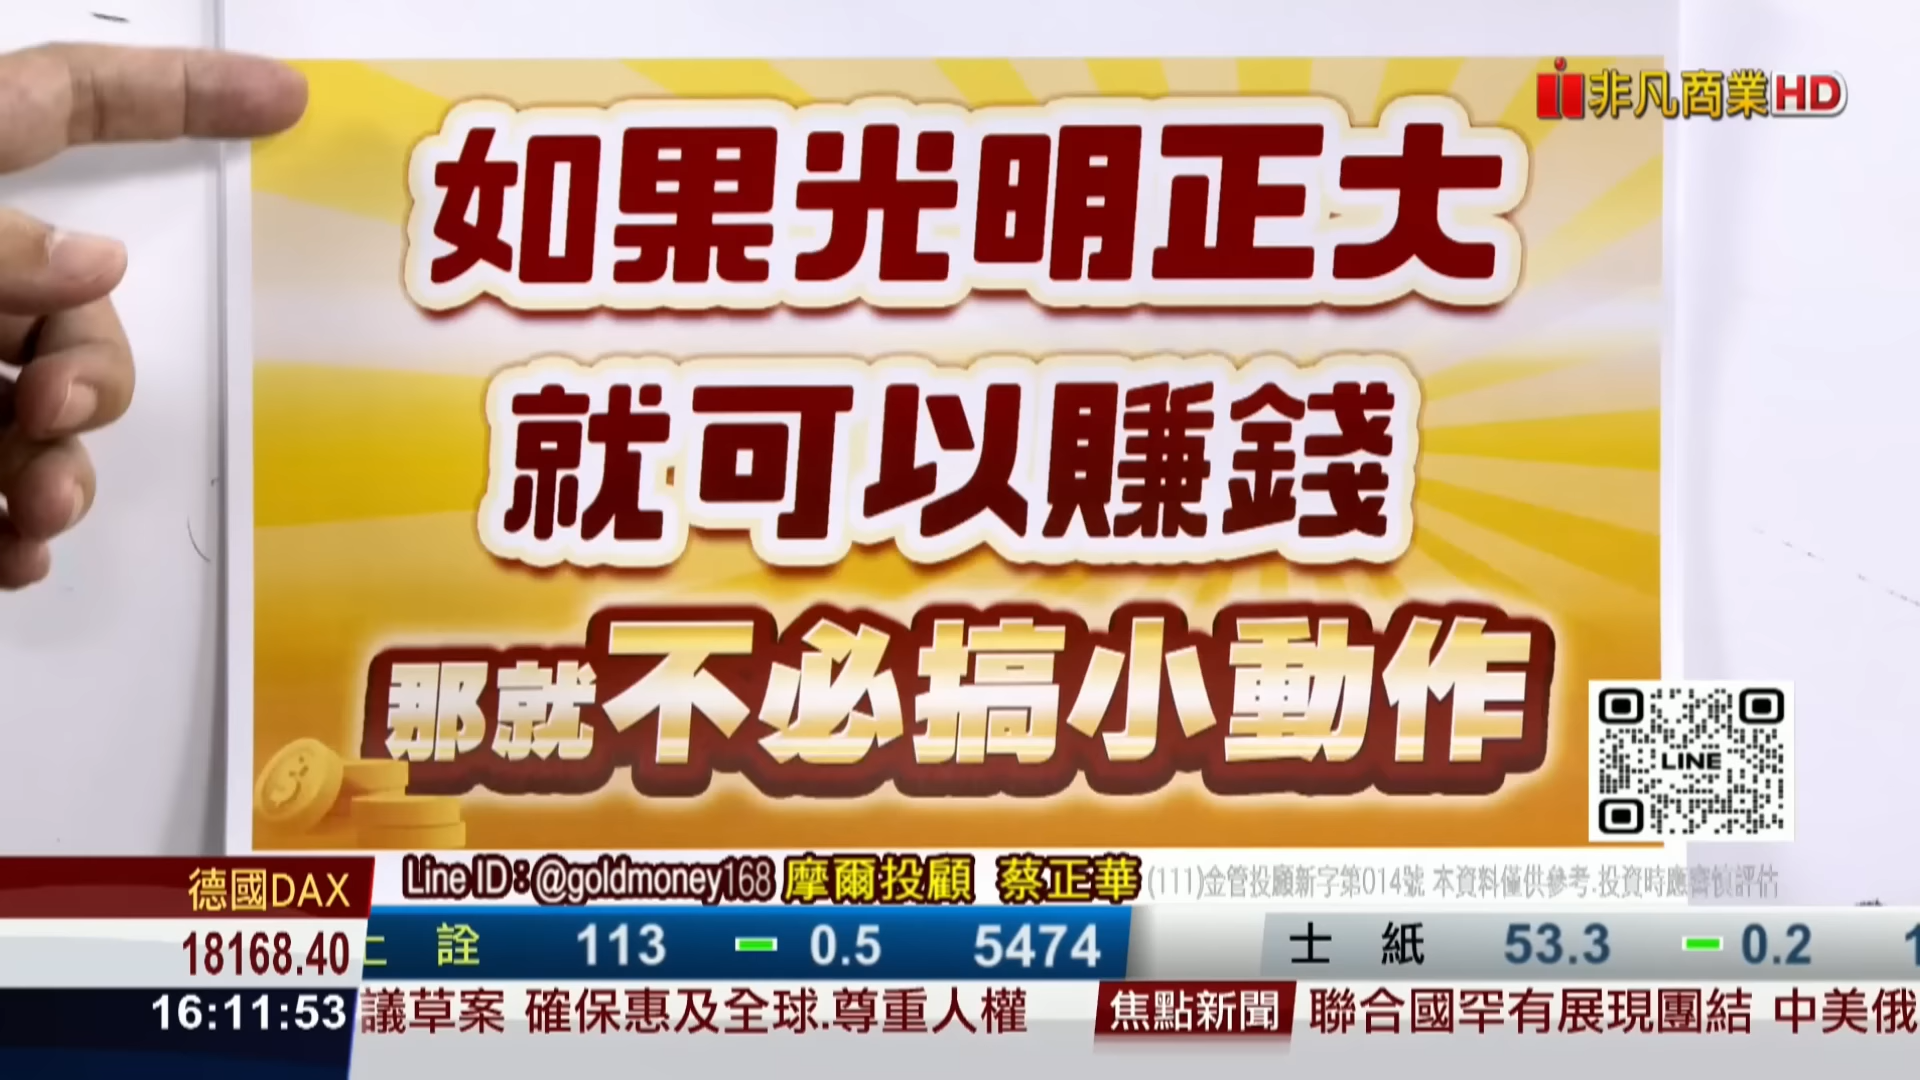 非凡商業HD
如果光明正大
就可以賺錢
那就不必搞小動作
LINE
Line ID:@goldmoney168 摩爾投顧 蔡正華 (111)金管投顧新字第014號 本資料僅供參考.投資時應審慎評估
德國DAX
18168.40
詮 113 0.5 5474 士紙 53.3 0.2
16:11:53
議草案 確保惠及全球.尊重人權 焦點新聞 聯合國罕有展現團結 中美俄